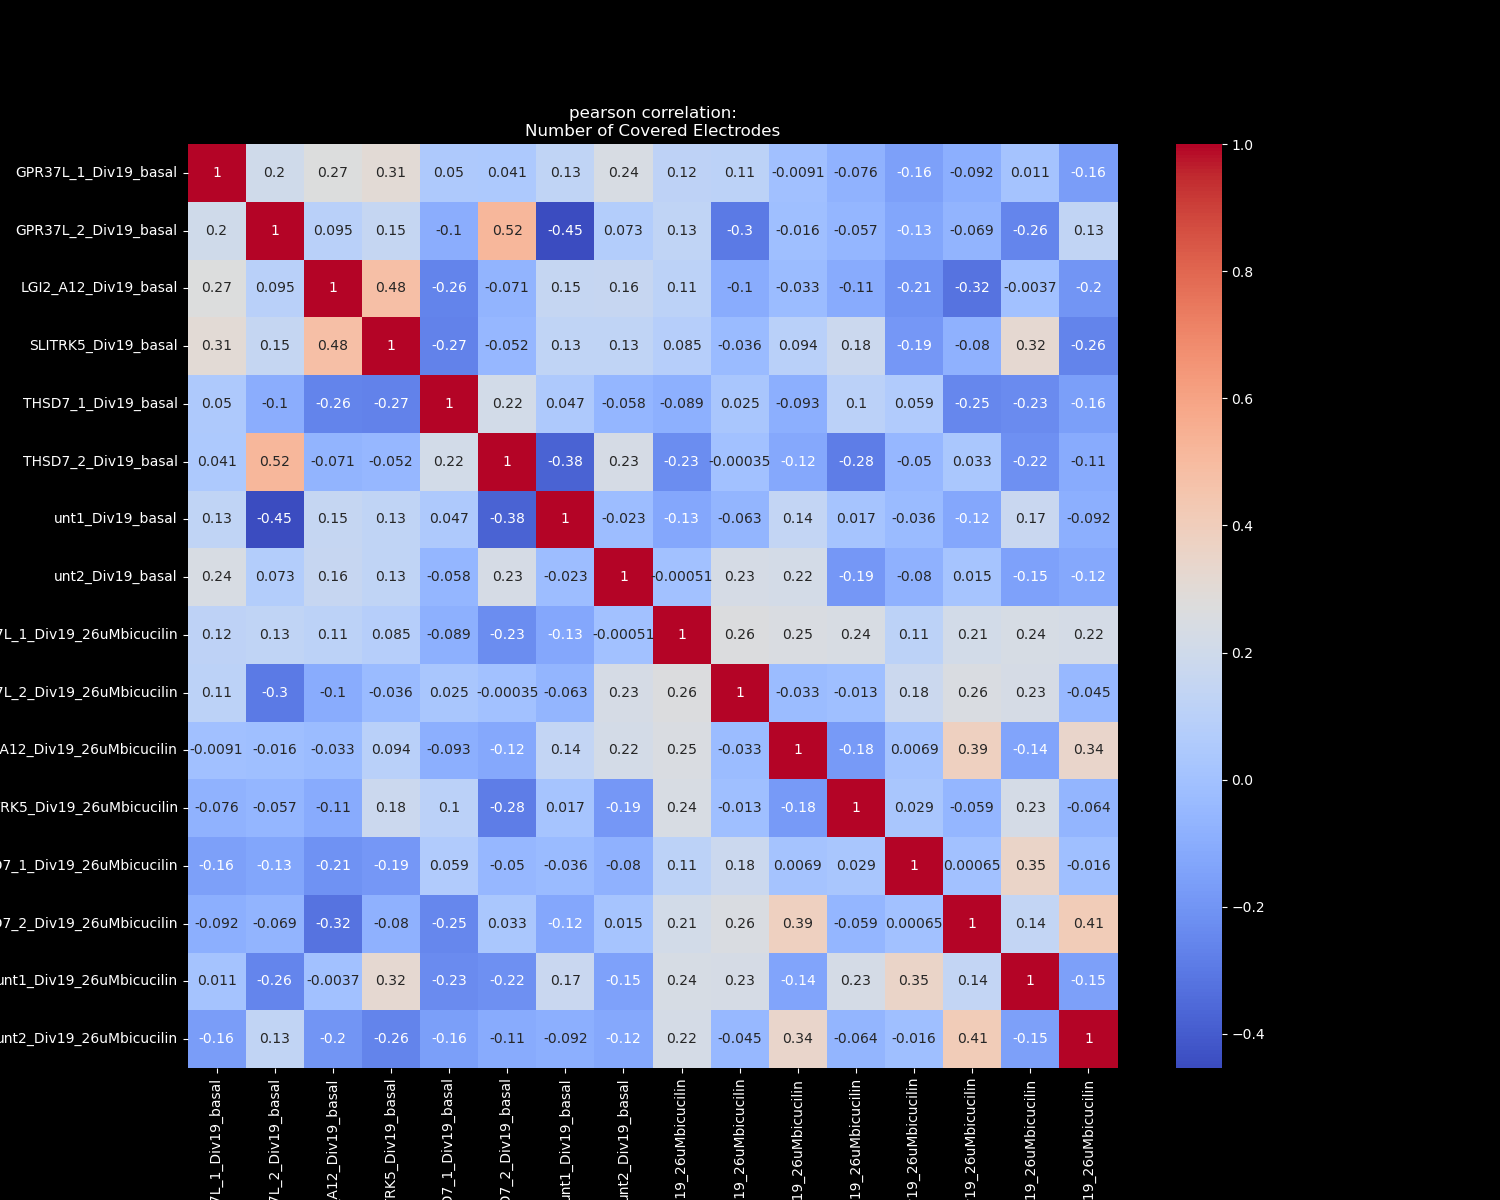 pearson correlation:
Number of Covered Electrodes
GPR37L_1_Div19_basal 1 0.2 0.27 0.31 0.05 0.041 0.13 0.24 0.12 0.11 -0.0091 -0.076 -0.16 -0.092 0.011 -0.16
GPR37L_2_Div19_basal 0.2 1 0.095 0.15 -0.1 0.52 -0.45 0.073 0.13 -0.3 -0.016 -0.057 -0.13 -0.069 -0.26 0.13
LGI2_A12_Div19_basal 0.27 0.095 1 0.48 -0.26 -0.071 0.15 0.16 0.11 -0.1 -0.033 -0.11 -0.21 -0.32 -0.0037 -0.2
SLITRK5_Div19_basal 0.31 0.15 0.48 1 -0.27 -0.052 0.13 0.13 0.085 -0.036 0.094 0.18 -0.19 -0.08 0.32 -0.26
THSD7_1_Div19_basal 0.05 -0.1 -0.26 -0.27 1 0.22 0.047 -0.058 -0.089 0.025 -0.093 0.1 0.059 -0.25 -0.23 -0.16
THSD7_2_Div19_basal 0.041 0.52 -0.071 -0.052 0.22 1 -0.38 0.23 -0.23 -0.00035 -0.12 -0.28 -0.05 0.033 -0.22 -0.11
unt1_Div19_basal 0.13 -0.45 0.15 0.13 0.047 -0.38 1 -0.023 -0.13 -0.063 0.14 0.017 -0.036 -0.12 0.17 -0.092
unt2_Div19_basal 0.24 0.073 0.16 0.13 -0.058 0.23 -0.023 1 -0.00051 0.23 0.22 -0.19 -0.08 0.015 -0.15 -0.12
7L_1_Div19_26uMbicucilin 0.12 0.13 0.11 0.085 -0.089 -0.23 -0.13 -0.00051 1 0.26 0.25 0.24 0.11 0.21 0.24 0.22
7L_2_Div19_26uMbicucilin 0.11 -0.3 -0.1 -0.036 0.025 -0.00035 -0.063 0.23 0.26 1 -0.033 -0.013 0.18 0.26 0.23 -0.045
A12_Div19_26uMbicucilin -0.0091 -0.016 -0.033 0.094 -0.093 -0.12 0.14 0.22 0.25 -0.033 1 -0.18 0.0069 0.39 -0.14 0.34
RK5_Div19_26uMbicucilin -0.076 -0.057 -0.11 0.18 0.1 -0.28 0.017 -0.19 0.24 -0.013 -0.18 1 0.029 -0.059 0.23 -0.064
D7_1_Div19_26uMbicucilin -0.16 -0.13 -0.21 -0.19 0.059 -0.05 -0.036 -0.08 0.11 0.18 0.0069 0.029 1 0.00065 0.35 -0.016
D7_2_Div19_26uMbicucilin -0.092 -0.069 -0.32 -0.08 -0.25 0.033 -0.12 0.015 0.21 0.26 0.39 -0.059 0.00065 1 0.14 0.41
unt1_Div19_26uMbicucilin 0.011 -0.26 -0.0037 0.32 -0.23 -0.22 0.17 -0.15 0.24 0.23 -0.14 0.23 0.35 0.14 1 -0.15
unt2_Div19_26uMbicucilin -0.16 0.13 -0.2 -0.26 -0.16 -0.11 -0.092 -0.12 0.22 -0.045 0.34 -0.064 -0.016 0.41 -0.15 1
7L_1_Div19_basal
7L_2_Div19_basal
_A12_Div19_basal
TRK5_Div19_basal
D7_1_Div19_basal
D7_2_Div19_basal
unt1_Div19_basal
unt2_Div19_basal
19_26uMbicucilin
19_26uMbicucilin
19_26uMbicucilin
19_26uMbicucilin
19_26uMbicucilin
19_26uMbicucilin
19_26uMbicucilin
19_26uMbicucilin
1.0
0.8
0.6
0.4
0.2
0.0
−0.2
−0.4